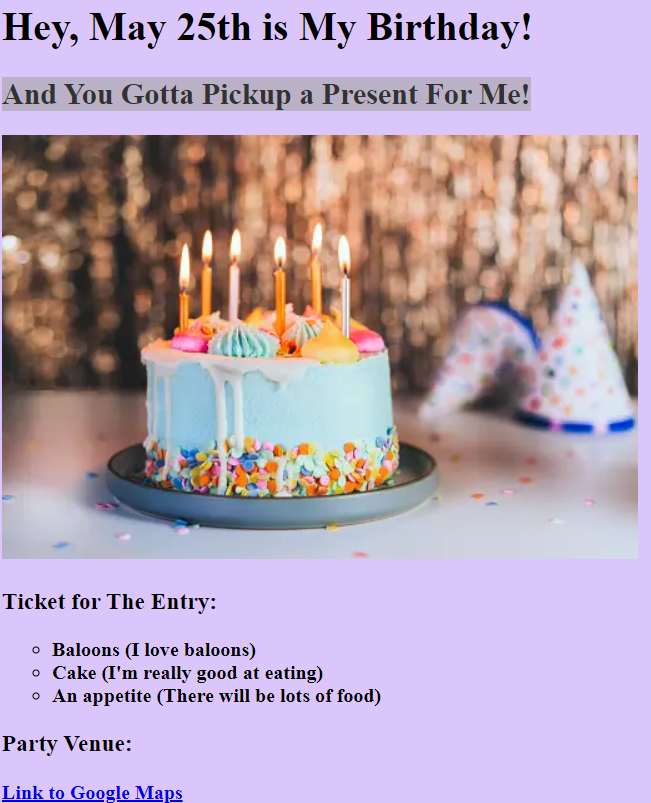 Hey, May 25th is My Birthday!
And You Gotta Pickup a Present For Me!
Ticket for The Entry:
Baloons (I love baloons)
Cake (I'm really good at eating)
An appetite (There will be lots of food)
Party Venue:
Link to Google Maps